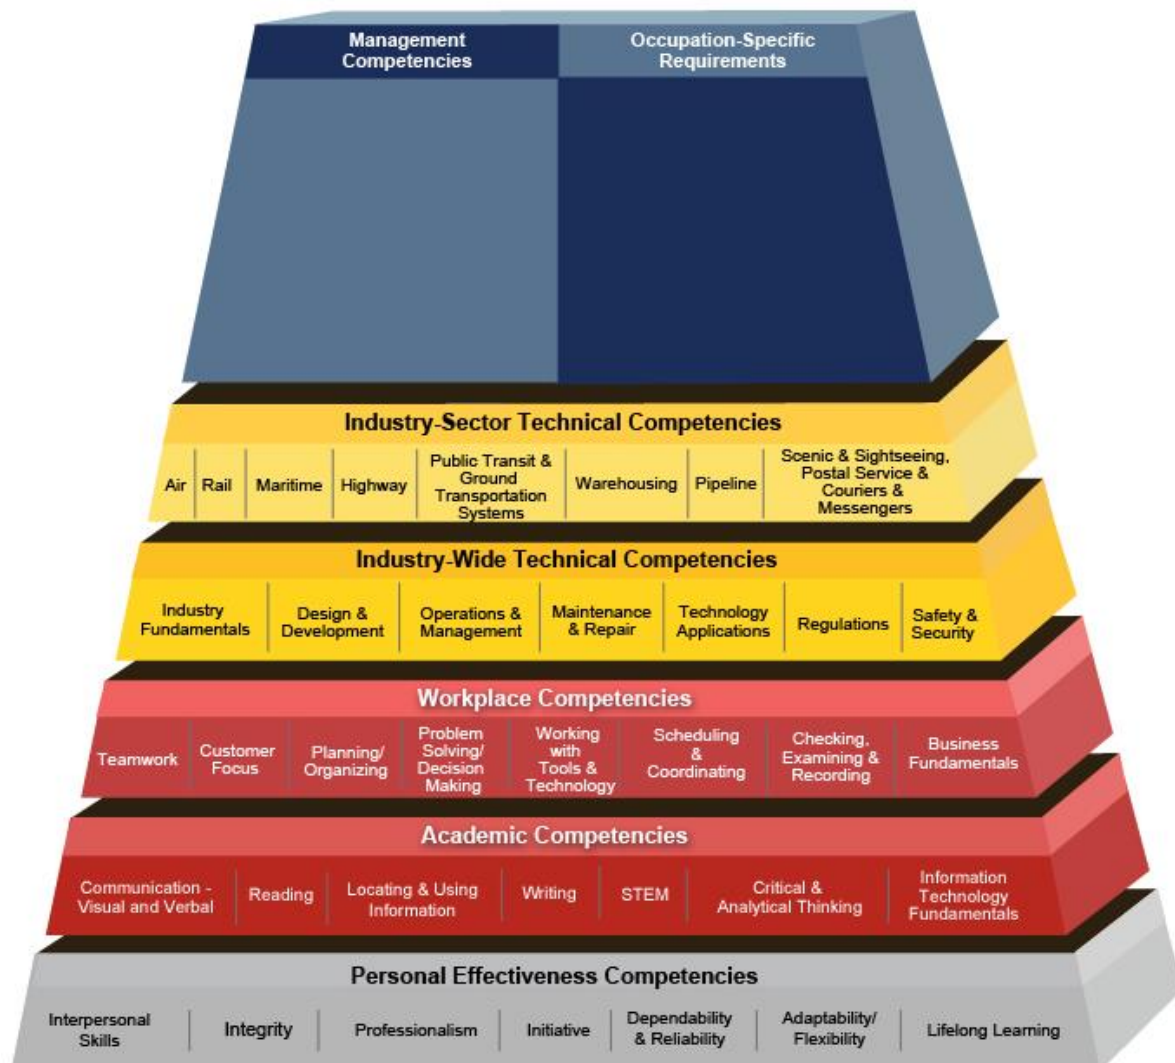 Management
Competencies
Occupation-Specific
Requirements
Industry-Sector Technical Competencies
Air
Rail
Maritime
Highway
Public Transit &
Ground
Transportation
Systems
Warehousing
Pipeline
Scenic & Sightseeing,
Postal Service &
Couriers &
Messengers
Industry-Wide Technical Competencies
Industry
Fundamentals
Design &
Development
Operations &
Management
Maintenance
& Repair
Technology
Applications
Regulations
Safety &
Security
Workplace Competencies
Teamwork
Customer
Focus
Planning/
Organizing
Problem
Solving/
Decision
Making
Working
with
Tools &
Technology
Scheduling
&
Coordinating
Checking,
Examining &
Recording
Business
Fundamentals
Academic Competencies
Communication -
Visual and Verbal
Reading
Locating & Using
Information
Writing
STEM
Critical &
Analytical Thinking
Information
Technology
Fundamentals
Personal Effectiveness Competencies
Interpersonal
Skills
Integrity
Professionalism
Initiative
Dependability
& Reliability
Adaptability/
Flexibility
Lifelong Learning